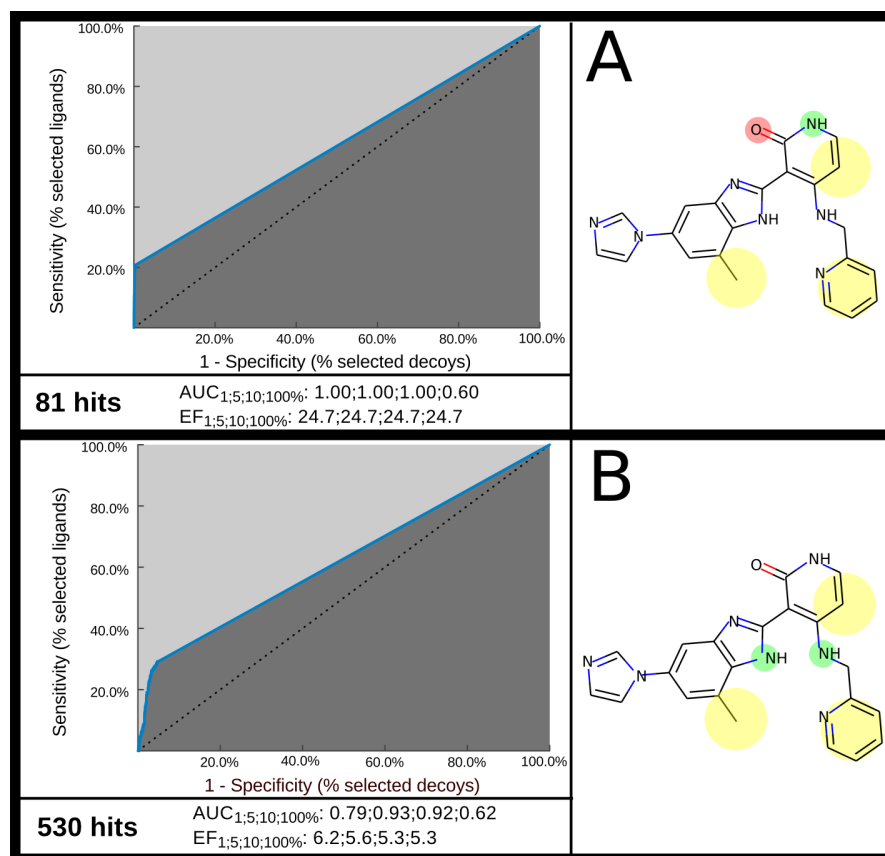 A
100.0%
80.0%
60.0%
40.0%
20.0%
Sensitivity (% selected ligands)
20.0%
40.0%
60.0%
80.0%
100.0%
1 - Specificity (% selected decoys)
81 hits
AUC1;5;10;100%: 1.00;1.00;1.00;0.60
EF1;5;10;100%: 24.7;24.7;24.7;24.7
O
NH
N
NH
NH
N
N
N
B
100.0%
80.0%
60.0%
40.0%
20.0%
Sensitivity (% selected ligands)
20.0%
40.0%
60.0%
80.0%
100.0%
1 - Specificity (% selected decoys)
530 hits
AUC1;5;10;100%: 0.79;0.93;0.92;0.62
EF1;5;10;100%: 6.2;5.6;5.3;5.3
O
NH
N
NH
NH
N
N
N